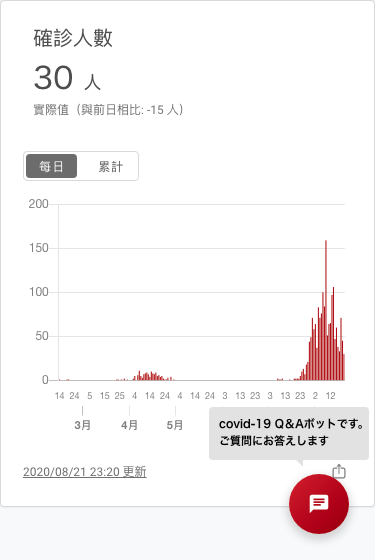 確診人數
30 人
實際值（與前日相比: -15 人）
每日 累計
200
150
100
50
0
14 24 5 15 25 4 14 24 4 14 24 3 13 23 3 13 23 2 12
3月 4月 5月
covid-19 Q&Aボットです。
ご質問にお答えします
2020/08/21 23:20 更新